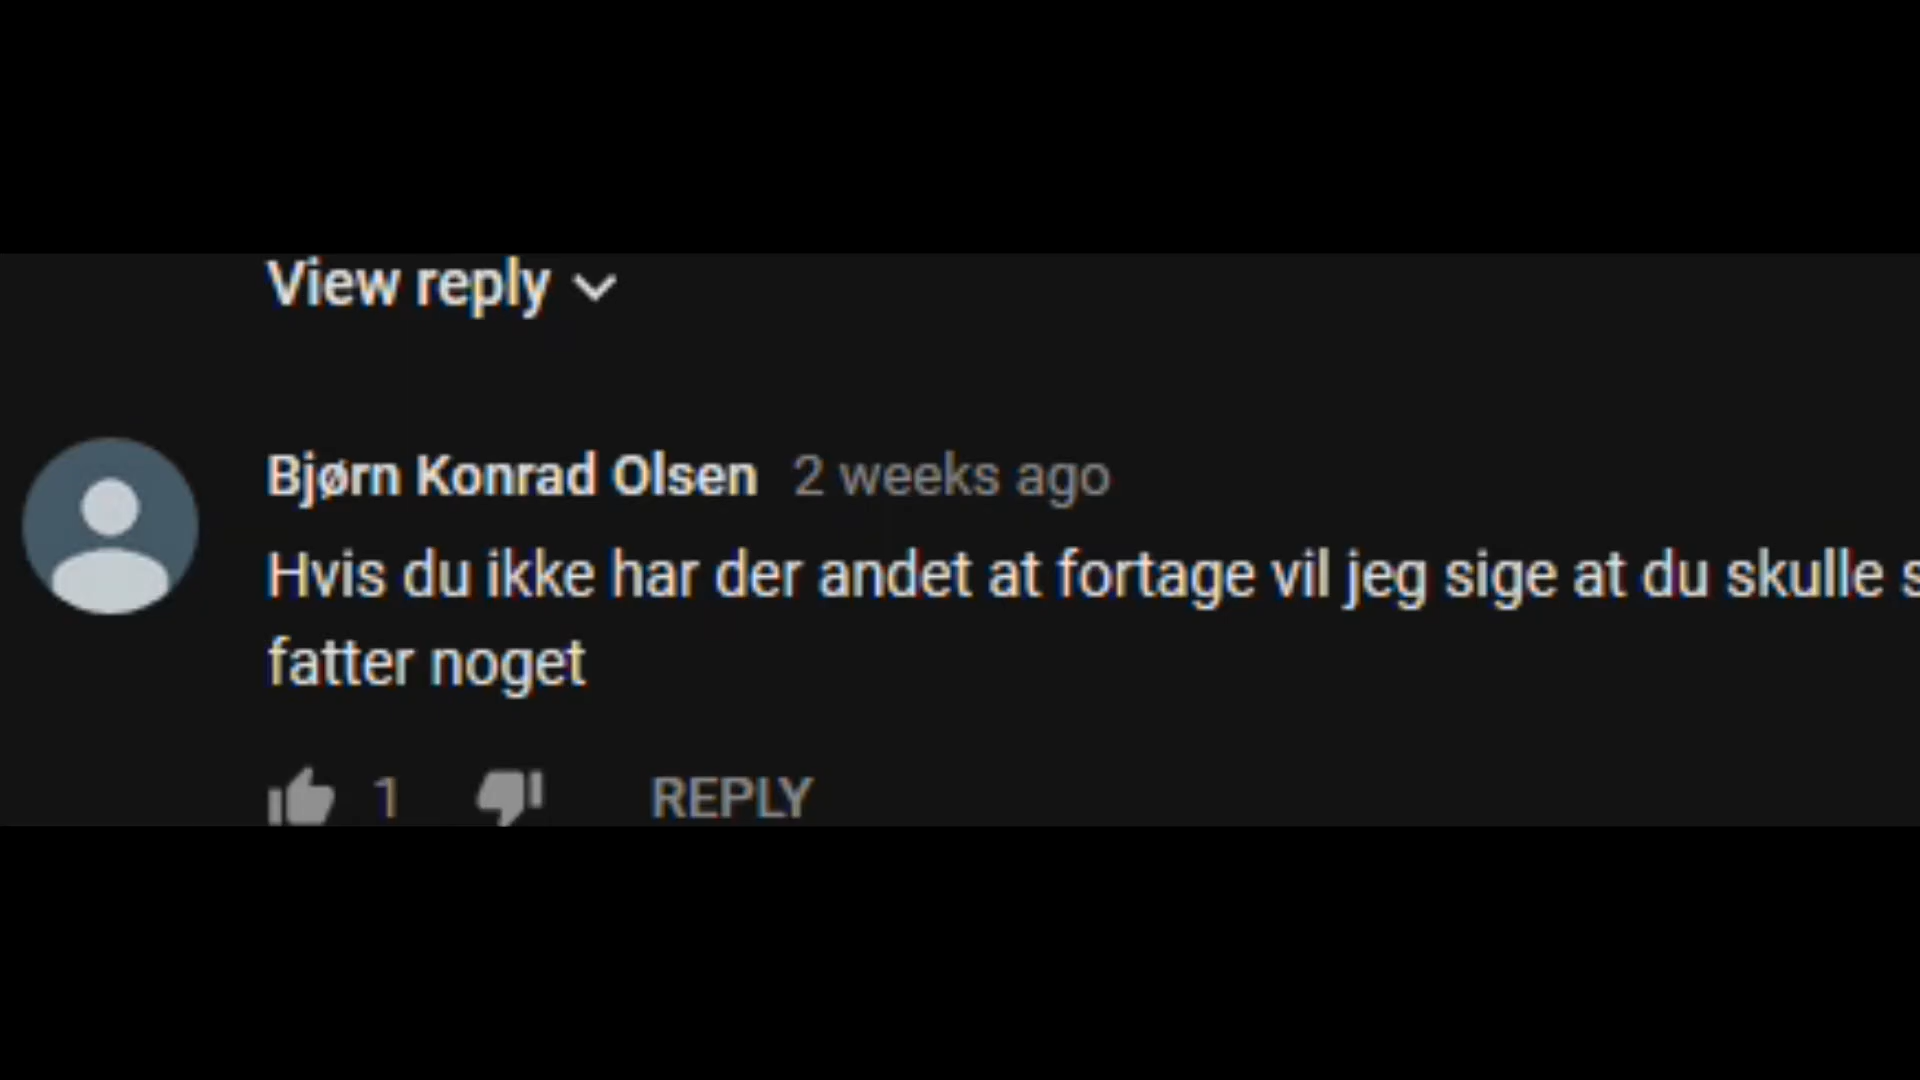 View reply
Bjørn Konrad Olsen 2 weeks ago
Hvis du ikke har der andet at fortage vil jeg sige at du skulle
fatter noget
1 REPLY